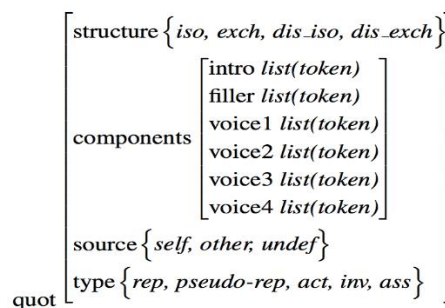 structure {iso, exch, dis_iso, dis_exch}
intro list(token)
filler list(token)
voice1 list(token)
components
voice2 list(token)
voice3 list(token)
voice4 list(token)
source {self, other, undef}
type {rep, pseudo-rep, act, inv, ass}
quot